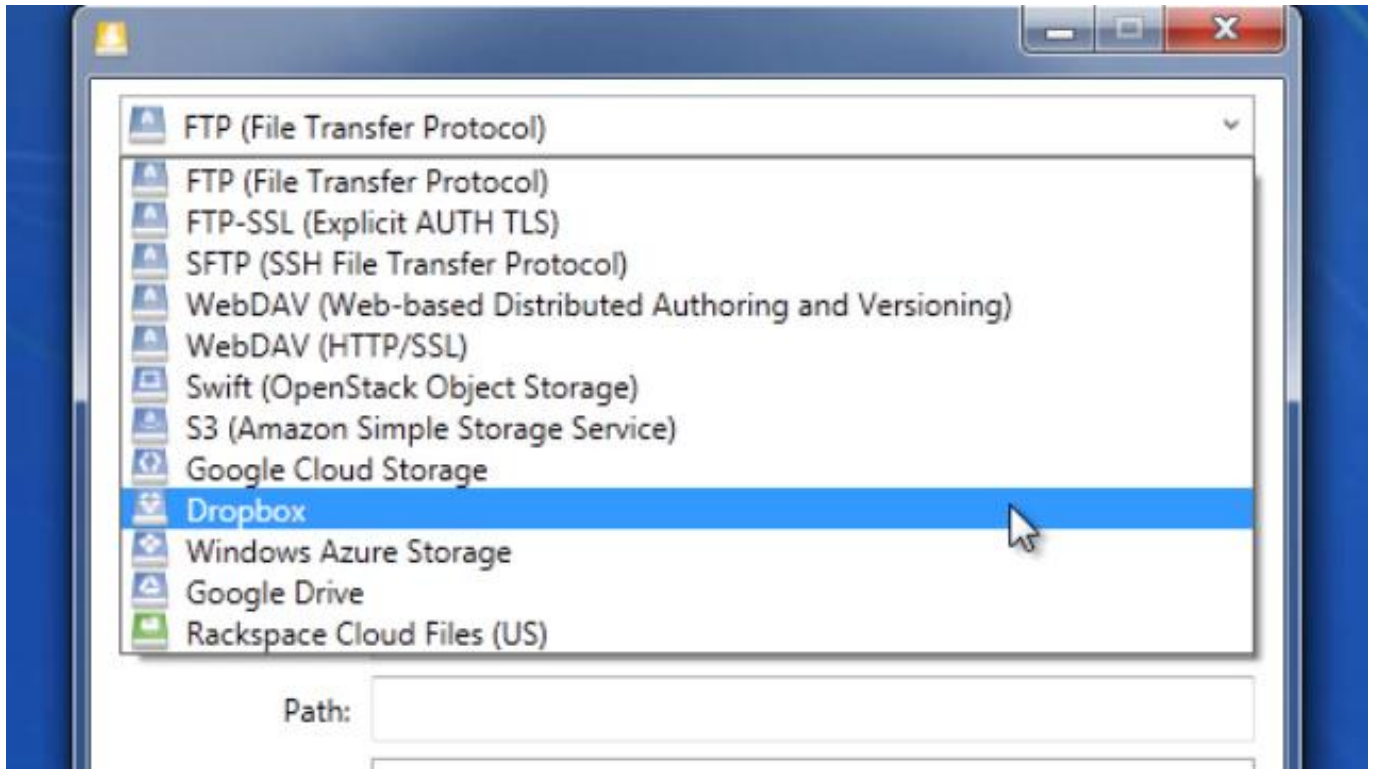 FTP (File Transfer Protocol)
FTP (File Transfer Protocol)
FTP-SSL (Explicit AUTH TLS)
SFTP (SSH File Transfer Protocol)
WebDAV (Web-based Distributed Authoring and Versioning)
WebDAV (HTTP/SSL)
Swift (OpenStack Object Storage)
S3 (Amazon Simple Storage Service)
Google Cloud Storage
Dropbox
Windows Azure Storage
Google Drive
Rackspace Cloud Files (US)
Path: